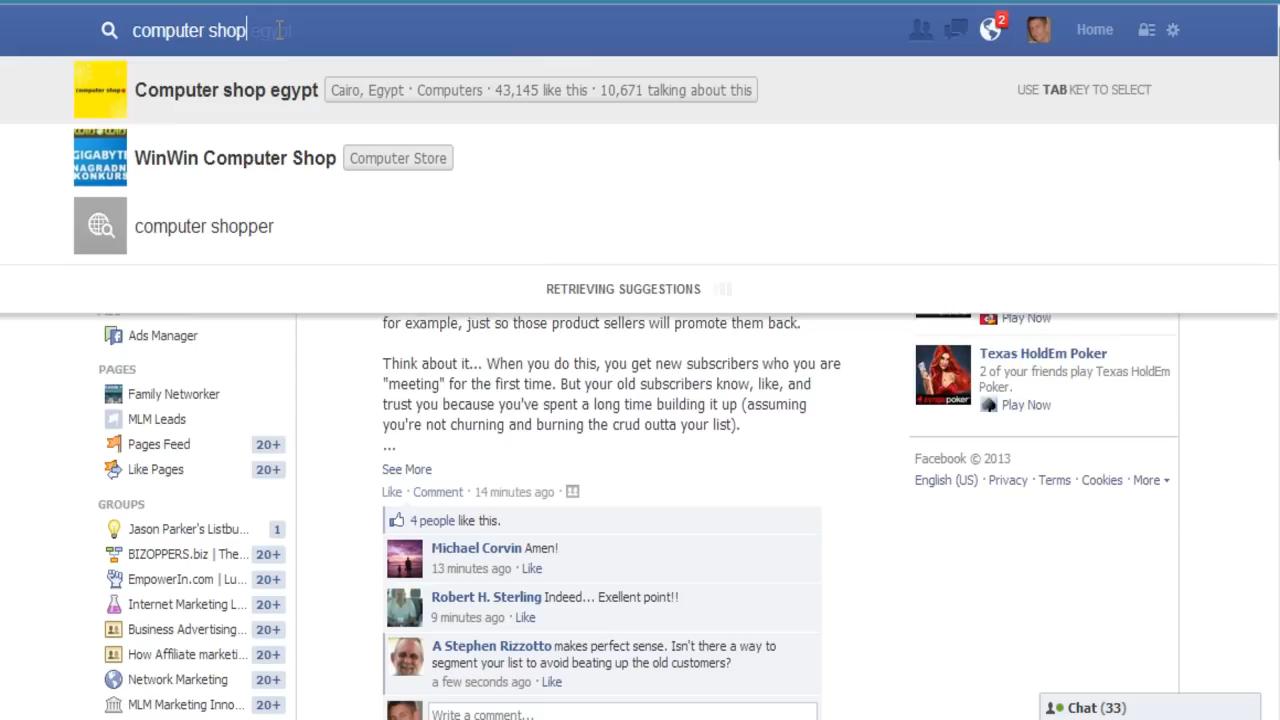 computer shop egypt
2
Home
computer shop
Computer shop egypt
Cairo, Egypt · Computers · 43,145 like this · 10,671 talking about this
USE TAB KEY TO SELECT
GIGABYTE
NAGRADNI
KONKURS
WinWin Computer Shop
Computer Store
computer shopper
RETRIEVING SUGGESTIONS
Ads Manager
PAGES
Family Networker
MLM Leads
Pages Feed 20+
Like Pages 20+
GROUPS
Jason Parker's Listbu... 1
BIZOPPERS.biz | The... 20+
EmpowerIn.com | Lu... 20+
Internet Marketing L... 20+
Business Advertising... 20+
How Affiliate marketi... 20+
Network Marketing 20+
MLM Marketing Inno... 20+
for example, just so those product sellers will promote them back.
Think about it... When you do this, you get new subscribers who you are
"meeting" for the first time. But your old subscribers know, like, and
trust you because you've spent a long time building it up (assuming
you're not churning and burning the crud outta your list).
...
See More
Like · Comment · 14 minutes ago ·
4 people like this.
Michael Corvin Amen!
13 minutes ago · Like
Robert H. Sterling Indeed... Exellent point!!
9 minutes ago · Like
A Stephen Rizzotto makes perfect sense. Isn't there a way to
segment your list to avoid beating up the old customers?
a few seconds ago · Like
Write a comment...
Play Now
Texas HoldEm Poker
2 of your friends play Texas HoldEm
Poker.
Play Now
zynga poker
Facebook © 2013
English (US) · Privacy · Terms · Cookies · More
Chat (33)